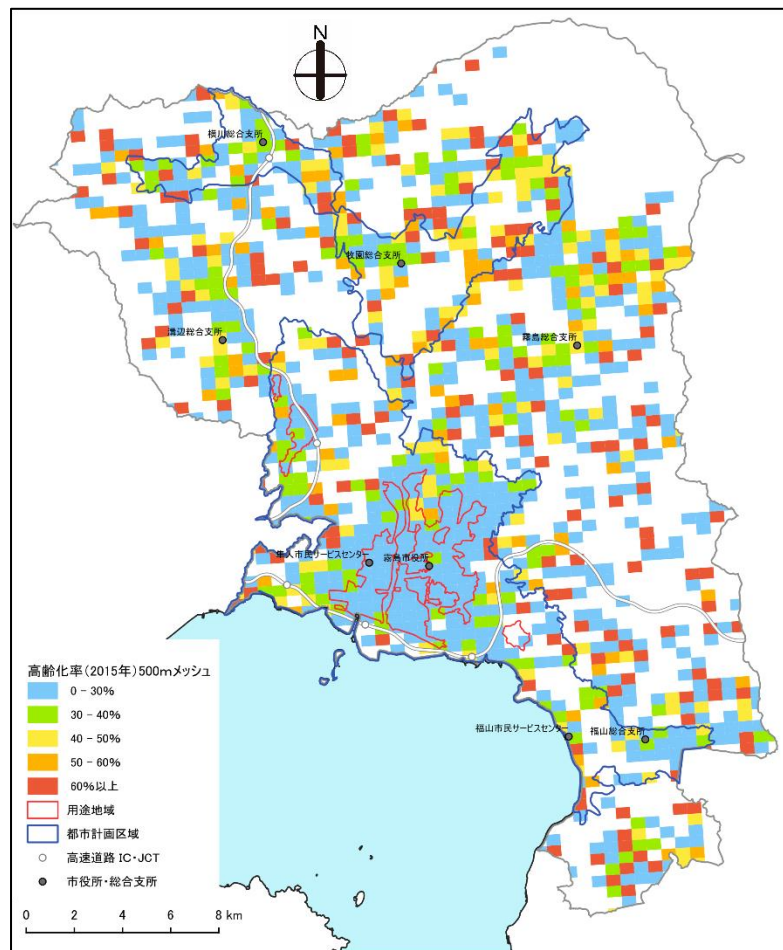 N
横川総合支所
牧園総合支所
溝辺総合支所
霧島総合支所
隼人市民サービスセンター
霧島市役所
福山市民サービスセンター
福山総合支所
高齢化率(2015年)500mメッシュ
0 - 30%
30 - 40%
40 - 50%
50 - 60%
60%以上
用途地域
都市計画区域
高速道路 IC・JCT
市役所・総合支所
0 2 4 6 8 km